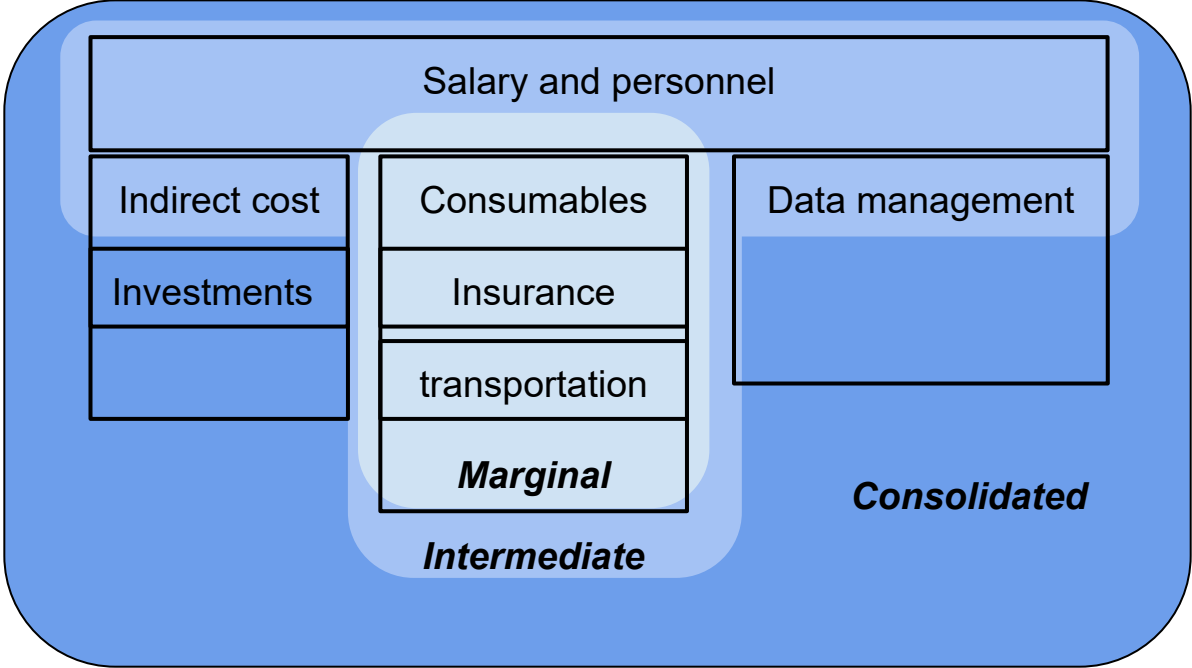 Salary and personnel
Indirect cost
Consumables
Data management
Investments
Insurance
transportation
Marginal
Consolidated
Intermediate